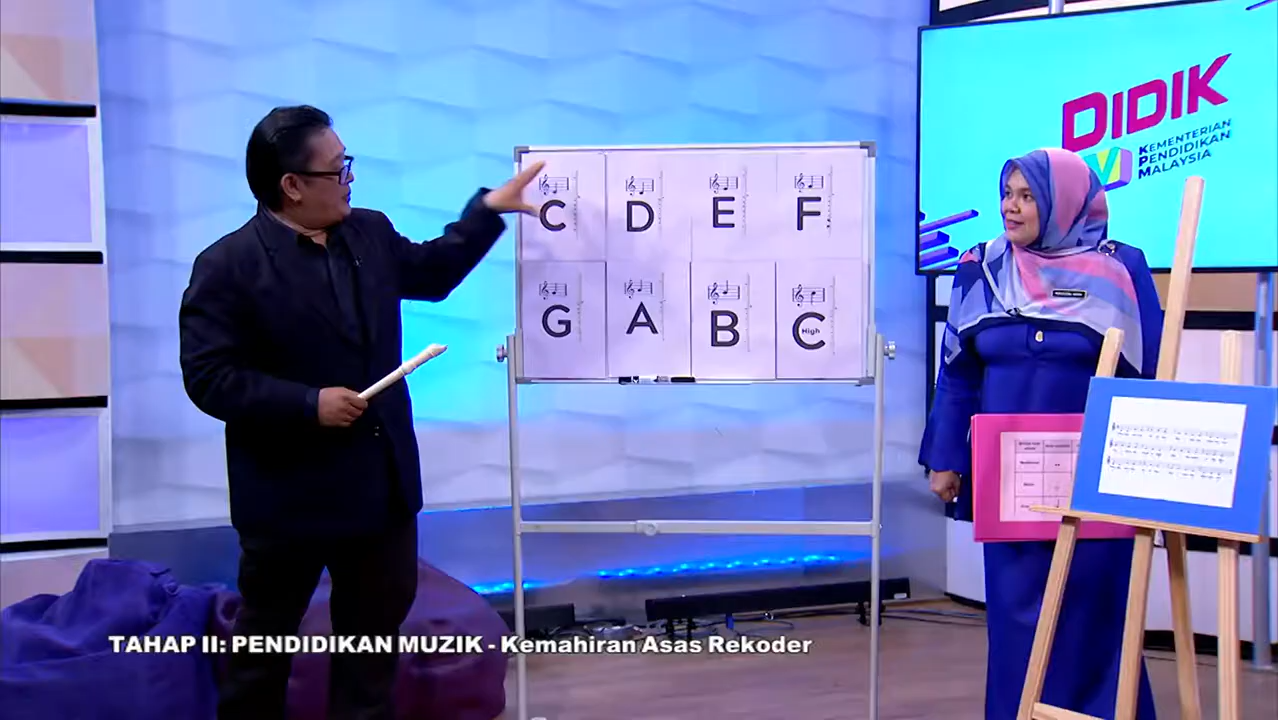 DIDIK
KEMENTERIAN
PENDIDIKAN
MALAYSIA
C
D
E
F
G
A
B
C
High
TAHAP II: PENDIDIKAN MUZIK - Kemahiran Asas Rekoder